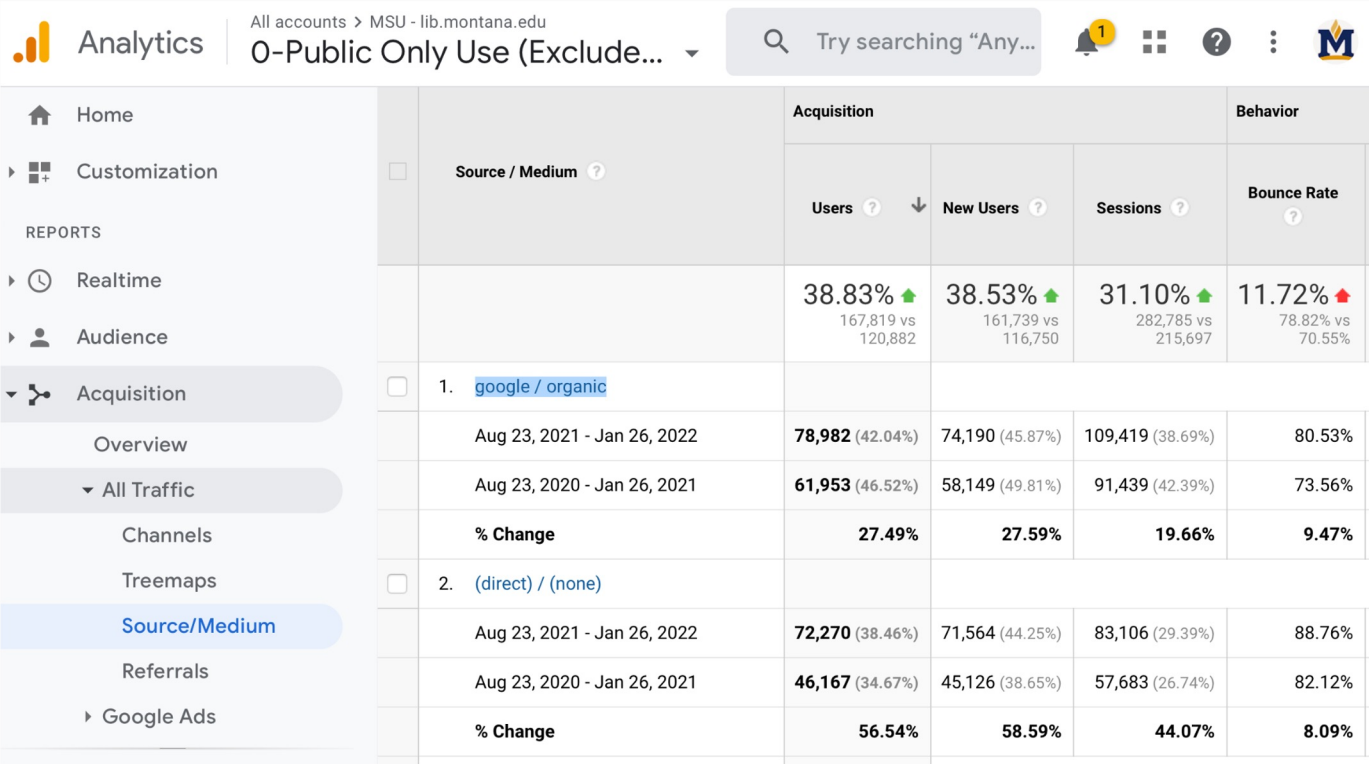 Analytics
All accounts > MSU - lib.montana.edu
0-Public Only Use (Exclude...
Try searching “Any...
1
M
Home
Customization
REPORTS
Realtime
Audience
Acquisition
Overview
All Traffic
Channels
Treemaps
Source/Medium
Referrals
Google Ads
Acquisition Behavior
Source / Medium ? Users ? New Users ? Sessions ? Bounce Rate ?
38.83% 38.53% 31.10% 11.72%
167,819 vs 161,739 vs 282,785 vs 78.82% vs
120,882 116,750 215,697 70.55%
1. google / organic
Aug 23, 2021 - Jan 26, 2022 78,982 (42.04%) 74,190 (45.87%) 109,419 (38.69%) 80.53%
Aug 23, 2020 - Jan 26, 2021 61,953 (46.52%) 58,149 (49.81%) 91,439 (42.39%) 73.56%
% Change 27.49% 27.59% 19.66% 9.47%
2. (direct) / (none)
Aug 23, 2021 - Jan 26, 2022 72,270 (38.46%) 71,564 (44.25%) 83,106 (29.39%) 88.76%
Aug 23, 2020 - Jan 26, 2021 46,167 (34.67%) 45,126 (38.65%) 57,683 (26.74%) 82.12%
% Change 56.54% 58.59% 44.07% 8.09%